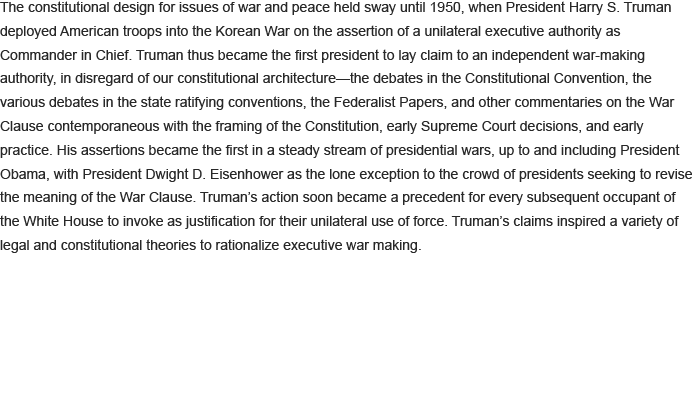 The constitutional design for issues of war and peace held sway until 1950, when President Harry S. Truman
deployed American troops into the Korean War on the assertion of a unilateral executive authority as
Commander in Chief. Truman thus became the first president to lay claim to an independent war-making
authority, in disregard of our constitutional architecture—the debates in the Constitutional Convention, the
various debates in the state ratifying conventions, the Federalist Papers, and other commentaries on the War
Clause contemporaneous with the framing of the Constitution, early Supreme Court decisions, and early
practice. His assertions became the first in a steady stream of presidential wars, up to and including President
Obama, with President Dwight D. Eisenhower as the lone exception to the crowd of presidents seeking to revise
the meaning of the War Clause. Truman’s action soon became a precedent for every subsequent occupant of
the White House to invoke as justification for their unilateral use of force. Truman’s claims inspired a variety of
legal and constitutional theories to rationalize executive war making.